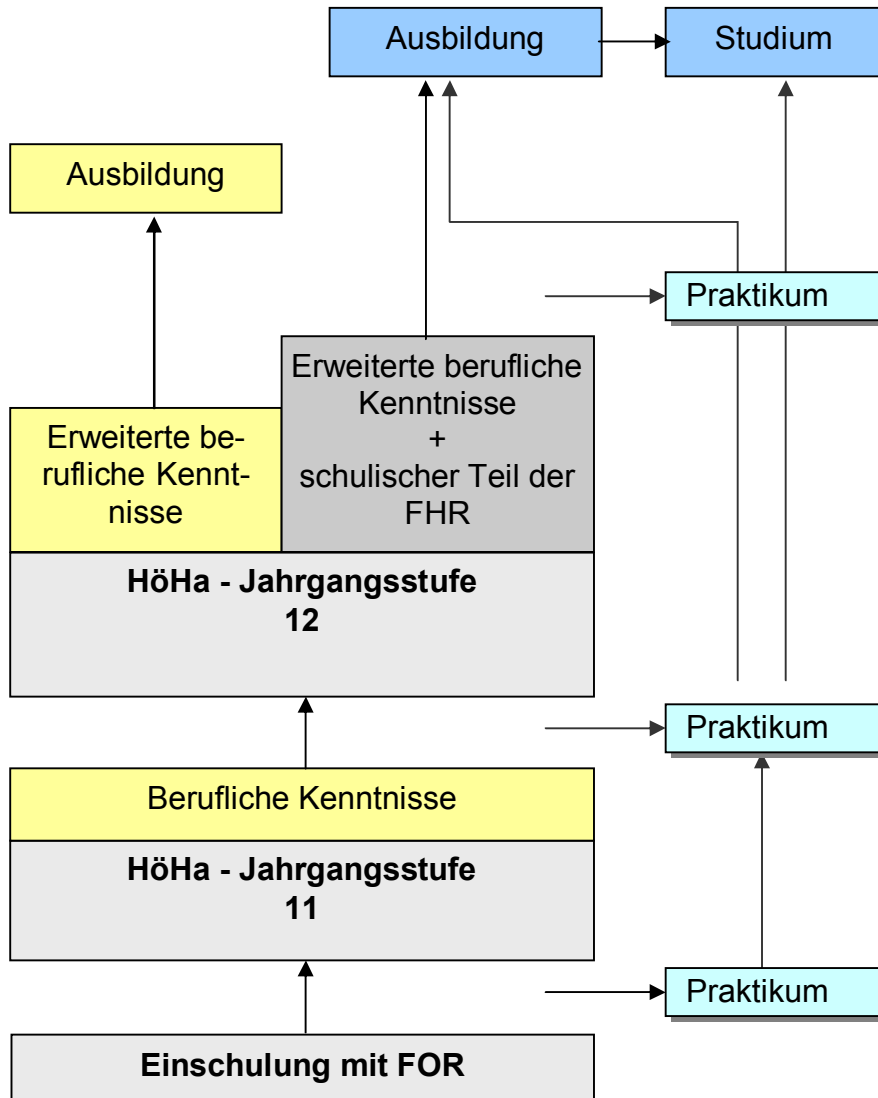 Ausbildung
Studium
Ausbildung
Praktikum
Erweiterte berufliche
Kenntnisse
+
schulischer Teil der
FHR
Erweiterte be-
rufliche Kennt-
nisse
HöHa - Jahrgangsstufe
12
Praktikum
Berufliche Kenntnisse
HöHa - Jahrgangsstufe
11
Praktikum
Einschulung mit FOR